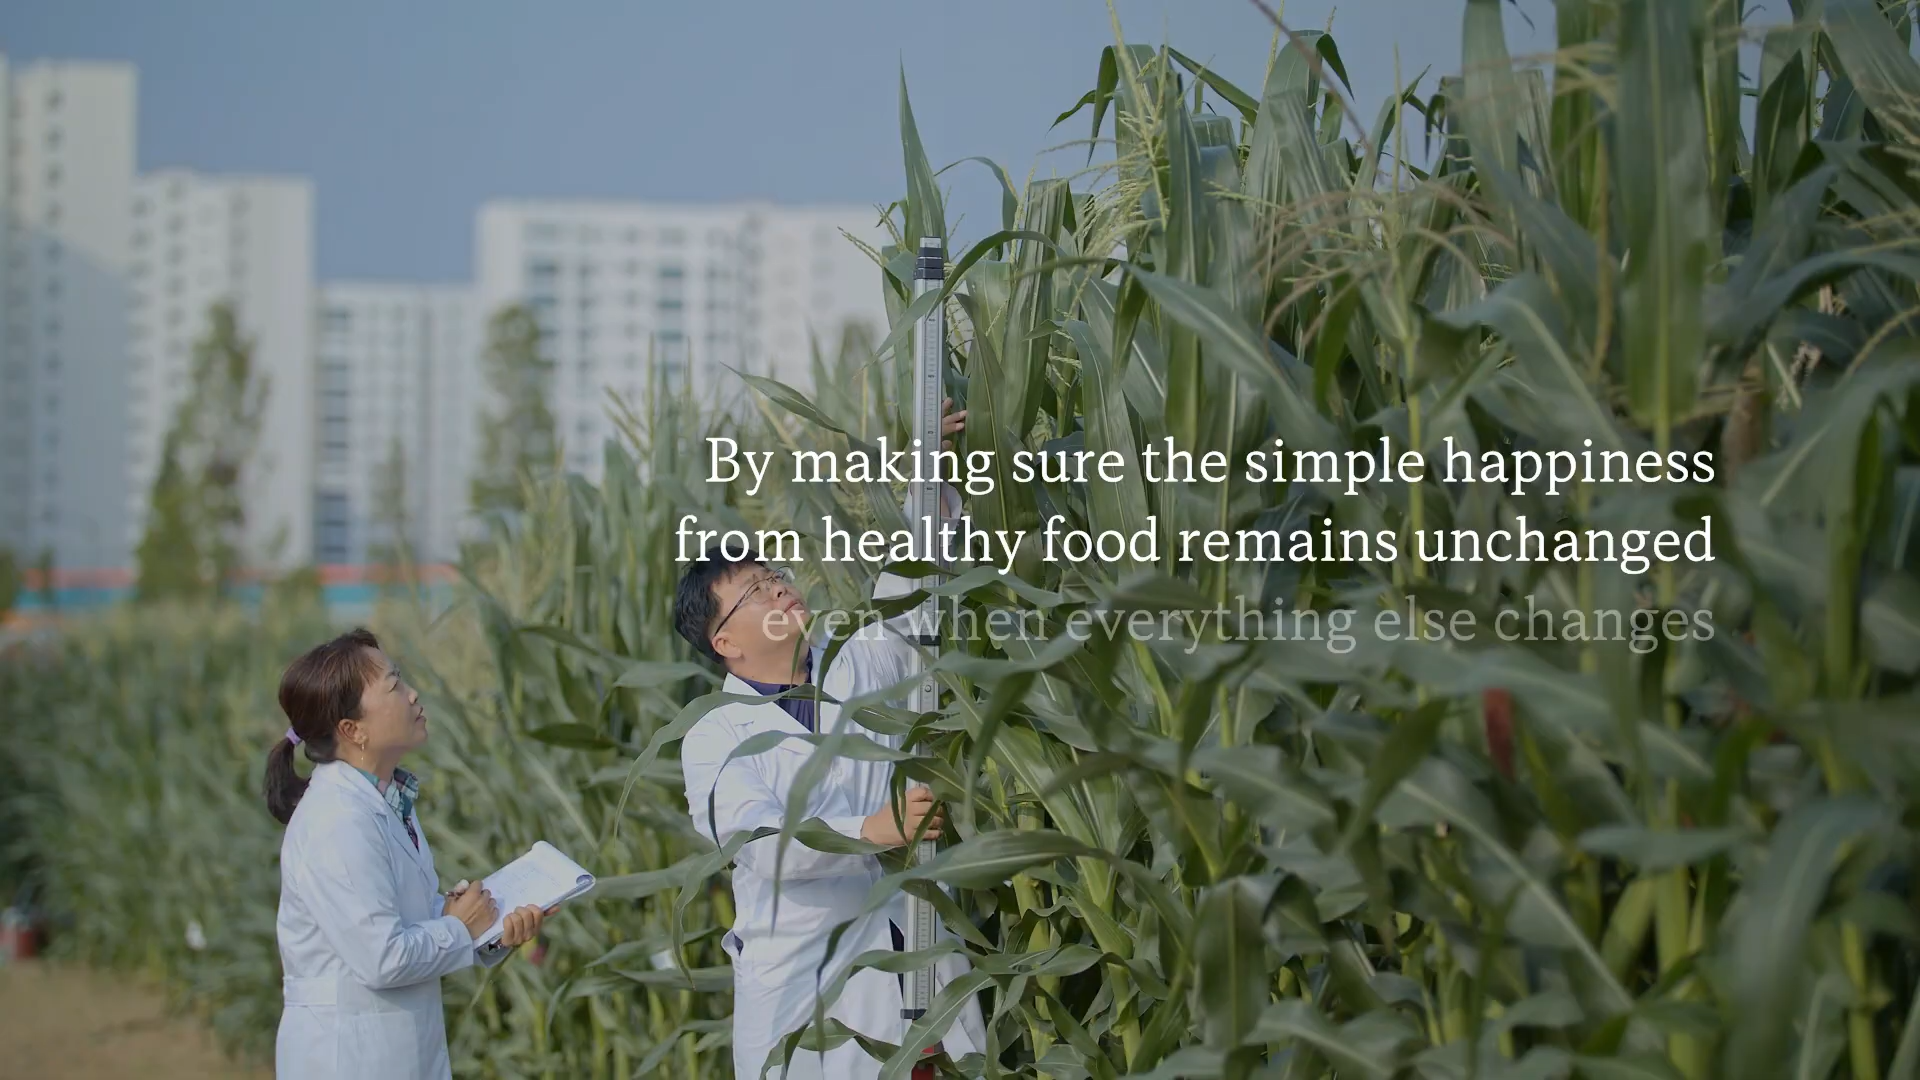 By making sure the simple happiness
from healthy food remains unchanged
even when everything else changes